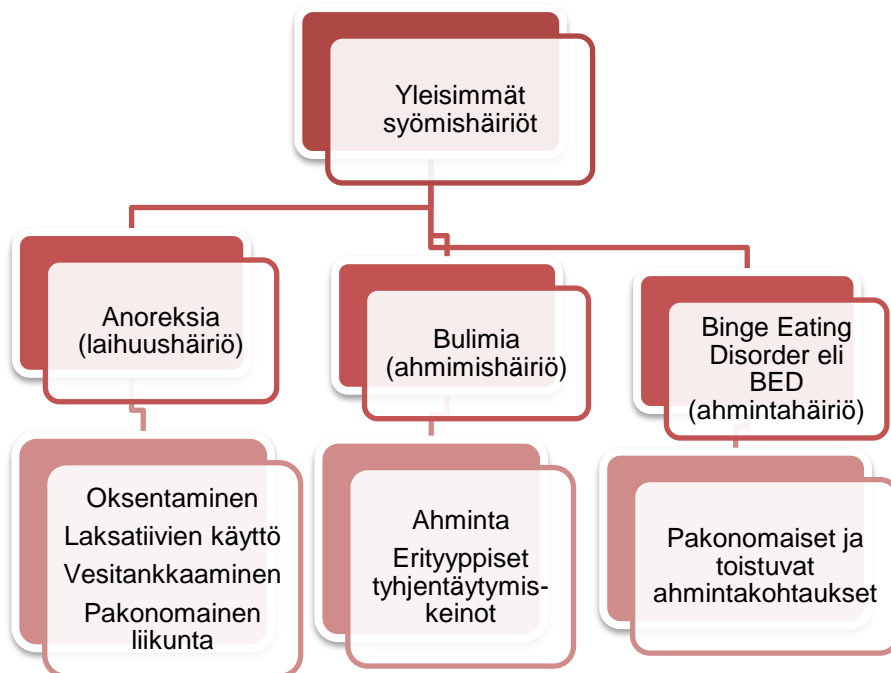 Yleisimmät
syömishäiriöt
Anoreksia
(laihuushäiriö)
Bulimia
(ahmimishäiriö)
Binge Eating
Disorder eli
BED
(ahmintahäiriö)
Oksentaminen
Laksatiivien käyttö
Vesitankkaaminen
Pakonomainen
liikunta
Ahminta
Erityyppiset
tyhjentäytymis-
keinot
Pakonomaiset ja
toistuvat
ahmintakohtaukset